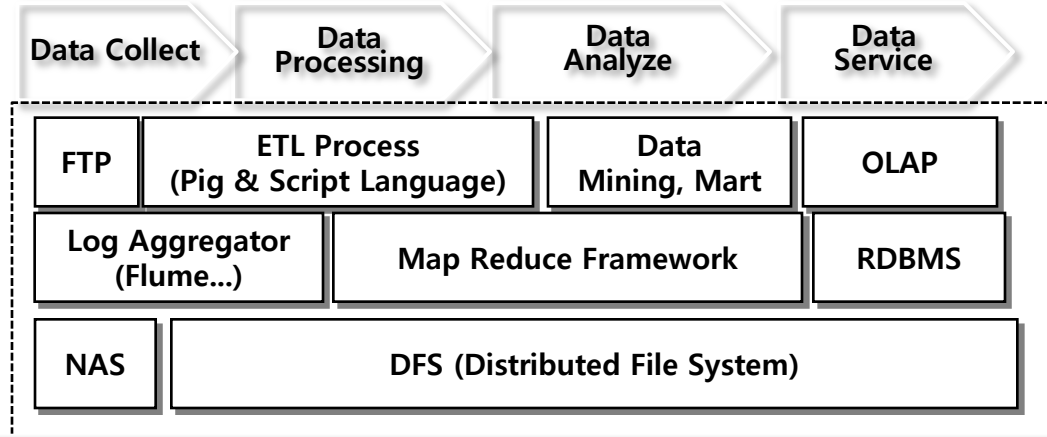 Data Collect
Data
Processing
Data
Analyze
Data
Service
FTP
ETL Process
(Pig & Script Language)
Data
Mining, Mart
OLAP
Log Aggregator
(Flume...)
Map Reduce Framework
RDBMS
NAS
DFS (Distributed File System)